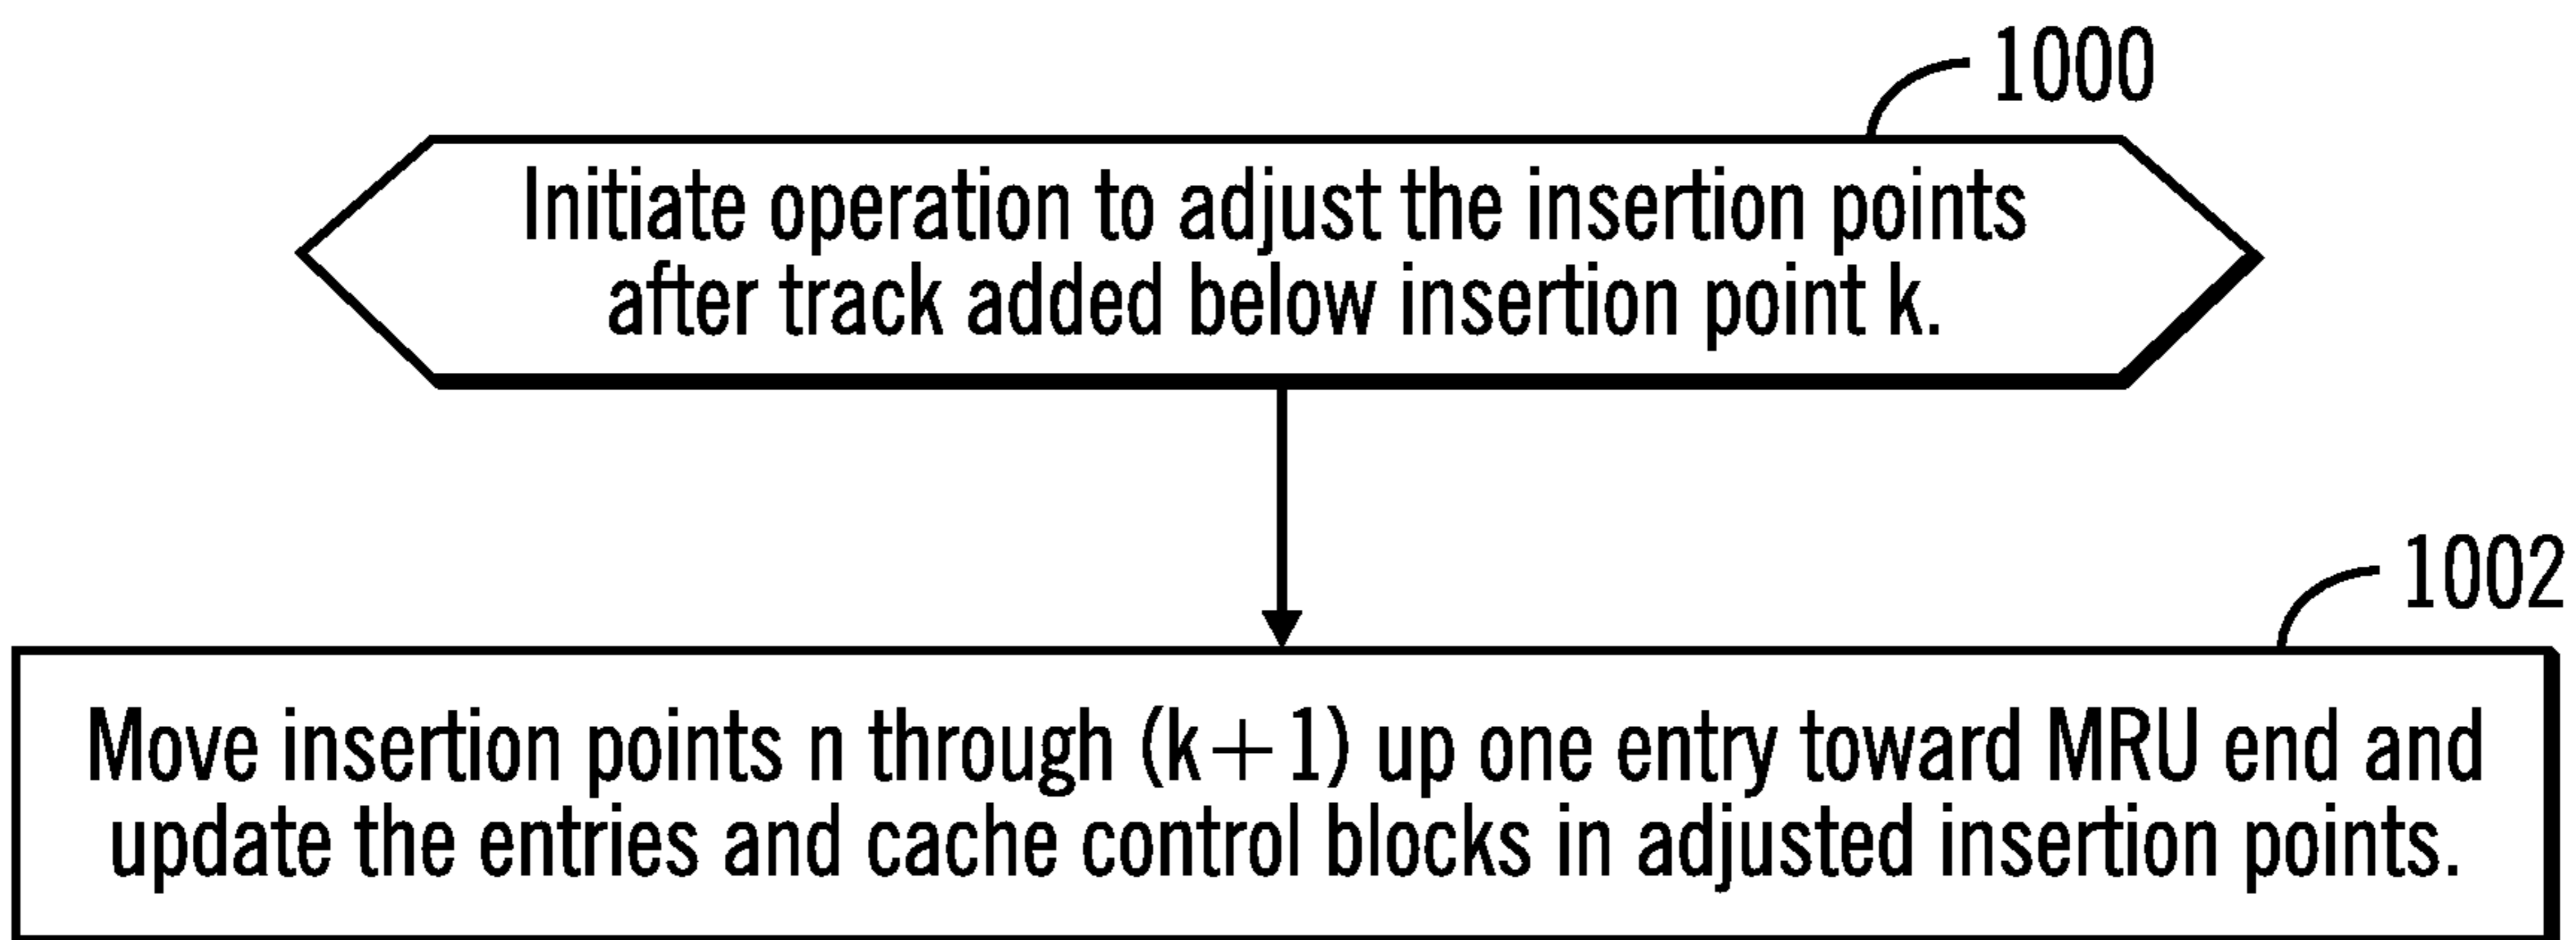 1000
Initiate operation to adjust the insertion points
after track added below insertion point k.
1002
Move insertion points n through (k+1) up one entry toward MRU end and
update the entries and cache control blocks in adjusted insertion points.